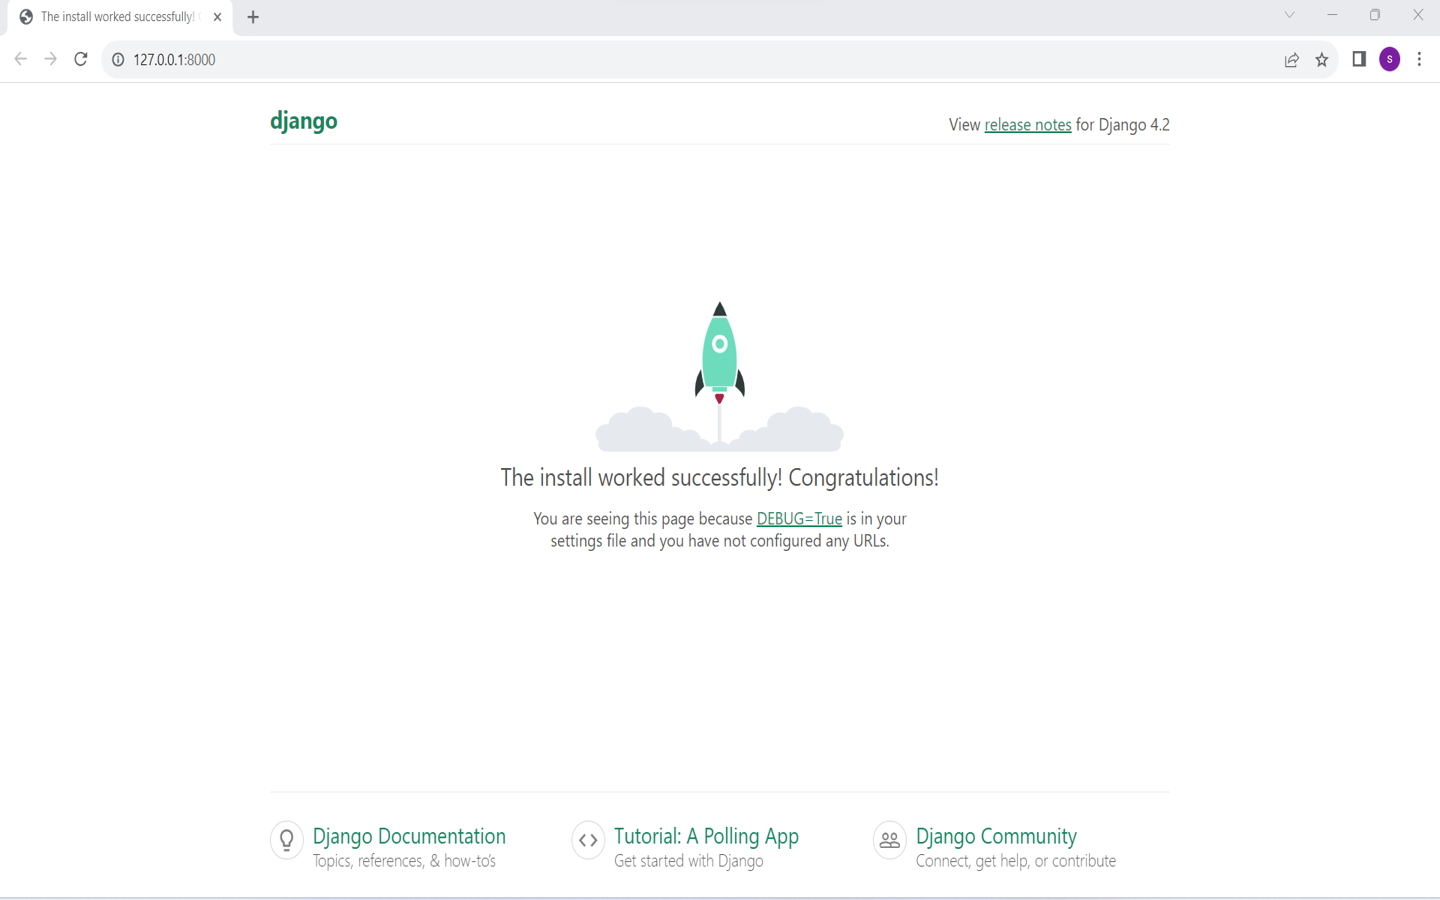 The install worked successfully!
127.0.0.1:8000
S
django
View release notes for Django 4.2
The install worked successfully! Congratulations!
You are seeing this page because DEBUG=True is in your
settings file and you have not configured any URLs.
Django Documentation
Topics, references, & how-to's
Tutorial: A Polling App
Get started with Django
Django Community
Connect, get help, or contribute